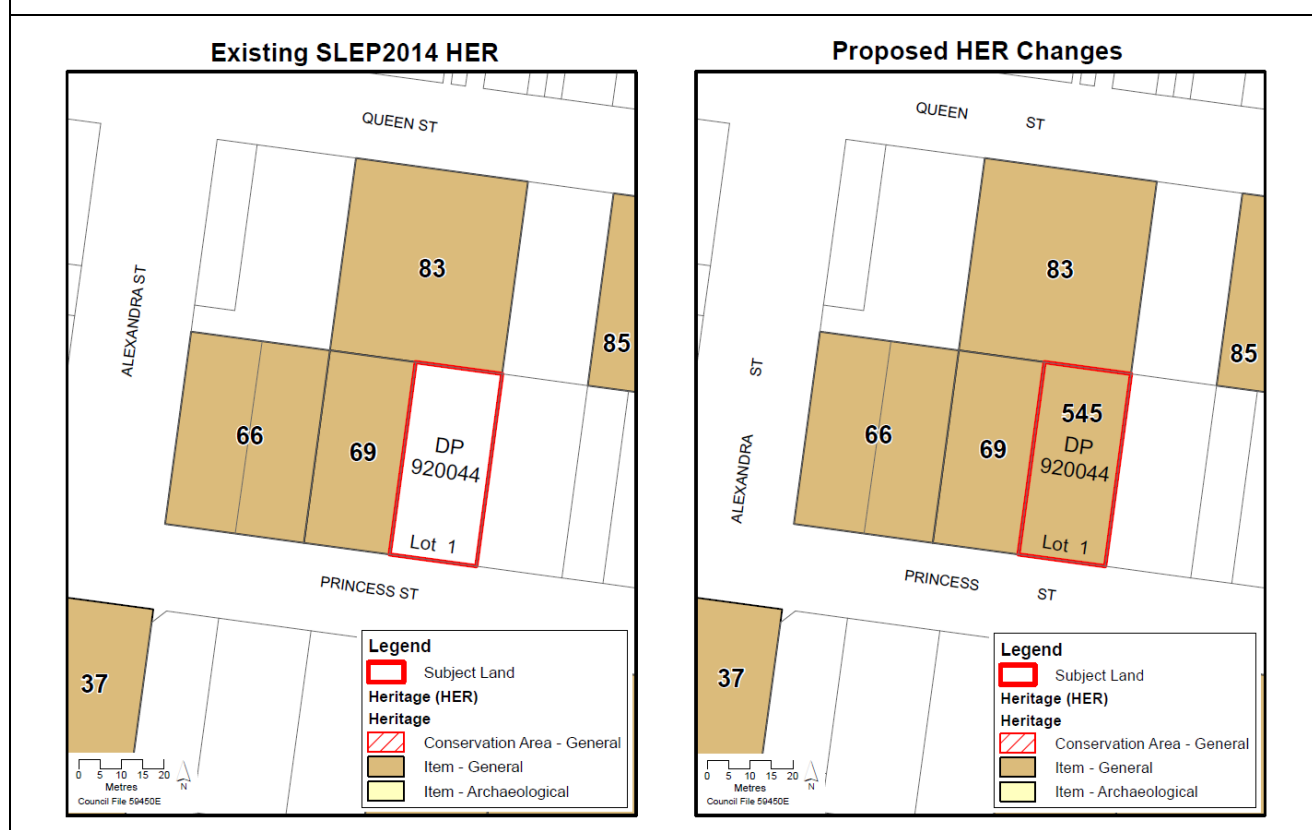 Existing SLEP2014 HER
QUEEN ST
83
ALEXANDRA ST
85
66
69
DP
920044
Lot 1
PRINCESS ST
37
Legend
Subject Land
Heritage (HER)
Heritage
Conservation Area - General
Item - General
Item - Archaeological
0 5 10 15 20
Metres
N
Council File 59450E
Proposed HER Changes
QUEEN ST
83
ALEXANDRA ST
85
545
66
69
DP
920044
Lot 1
PRINCESS ST
37
Legend
Subject Land
Heritage (HER)
Heritage
Conservation Area - General
Item - General
Item - Archaeological
0 5 10 15 20
Metres
N
Council File 59450E